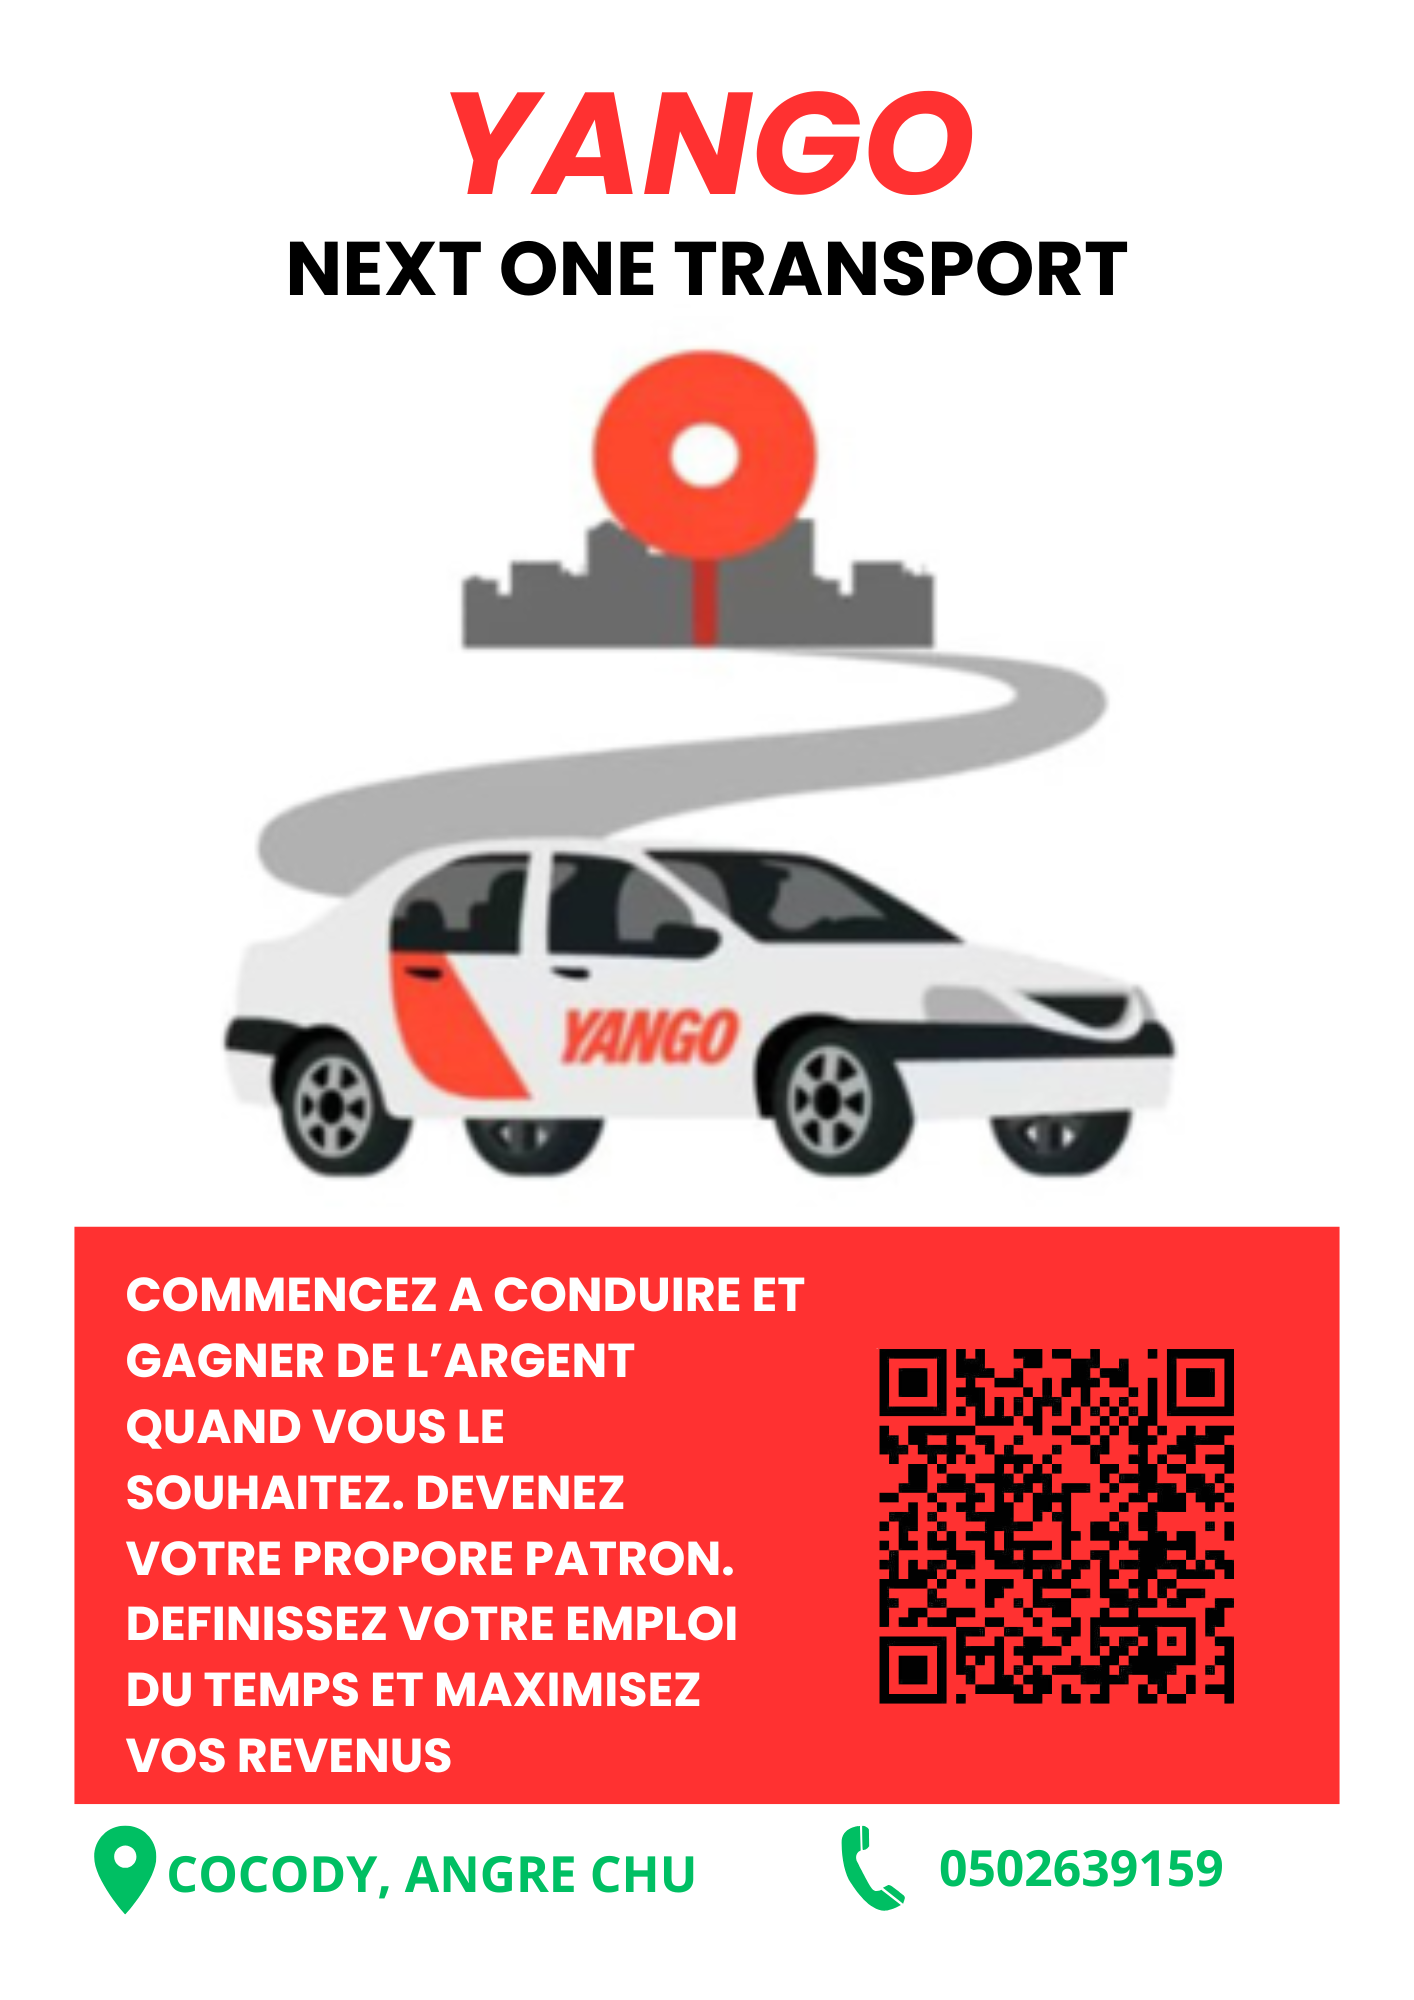 YANGO
NEXT ONE TRANSPORT
YANGO
COMMENCEZ A CONDUIRE ET
GAGNER DE L’ARGENT
QUAND VOUS LE
SOUHAITEZ. DEVENEZ
VOTRE PROPORE PATRON.
DEFINISSEZ VOTRE EMPLOI
DU TEMPS ET MAXIMISEZ
VOS REVENUS
COCODY, ANGRE CHU
0502639159